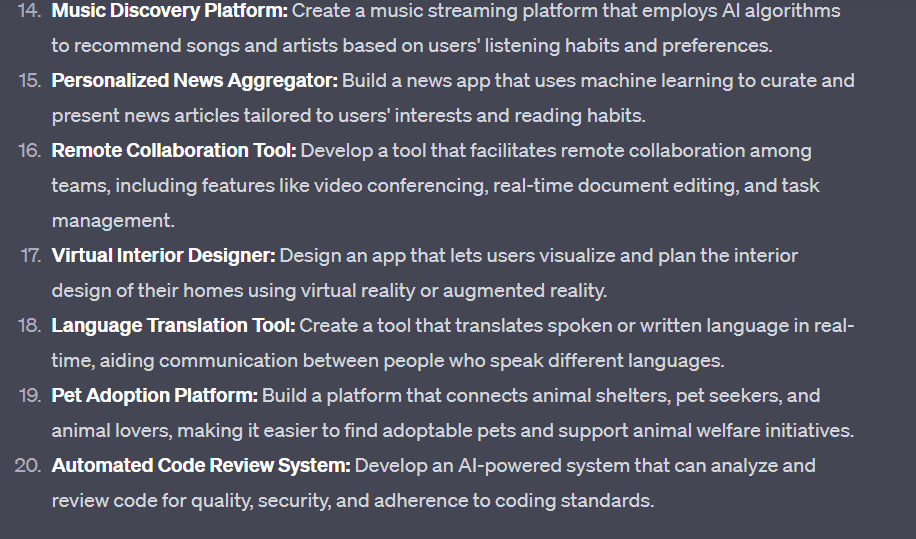 14. Music Discovery Platform: Create a music streaming platform that employs AI algorithms
to recommend songs and artists based on users' listening habits and preferences.
15. Personalized News Aggregator: Build a news app that uses machine learning to curate and
present news articles tailored to users' interests and reading habits.
16. Remote Collaboration Tool: Develop a tool that facilitates remote collaboration among
teams, including features like video conferencing, real-time document editing, and task
management.
17. Virtual Interior Designer: Design an app that lets users visualize and plan the interior
design of their homes using virtual reality or augmented reality.
18. Language Translation Tool: Create a tool that translates spoken or written language in real-
time, aiding communication between people who speak different languages.
19. Pet Adoption Platform: Build a platform that connects animal shelters, pet seekers, and
animal lovers, making it easier to find adoptable pets and support animal welfare initiatives.
20. Automated Code Review System: Develop an AI-powered system that can analyze and
review code for quality, security, and adherence to coding standards.